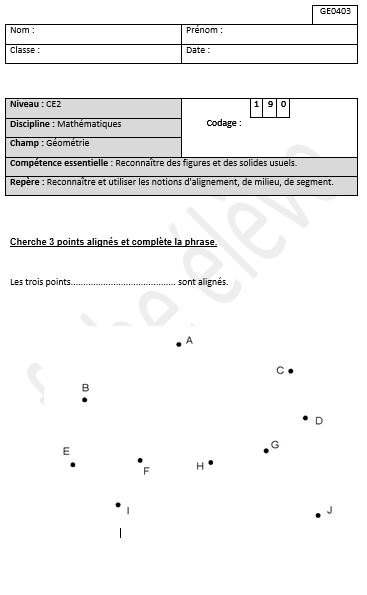 GE0403
Nom :
Prénom :
Classe :
Date :
Niveau : CE2
1 9 0
Discipline : Mathématiques
Codage :
Champ : Géométrie
Compétence essentielle : Reconnaître des figures et des solides usuels.
Repère : Reconnaître et utiliser les notions d'alignement, de milieu, de segment.
Cherche 3 points alignés et complète la phrase.
Les trois points........................................... sont alignés.
A
C
B
D
G
E
H
F
I
J